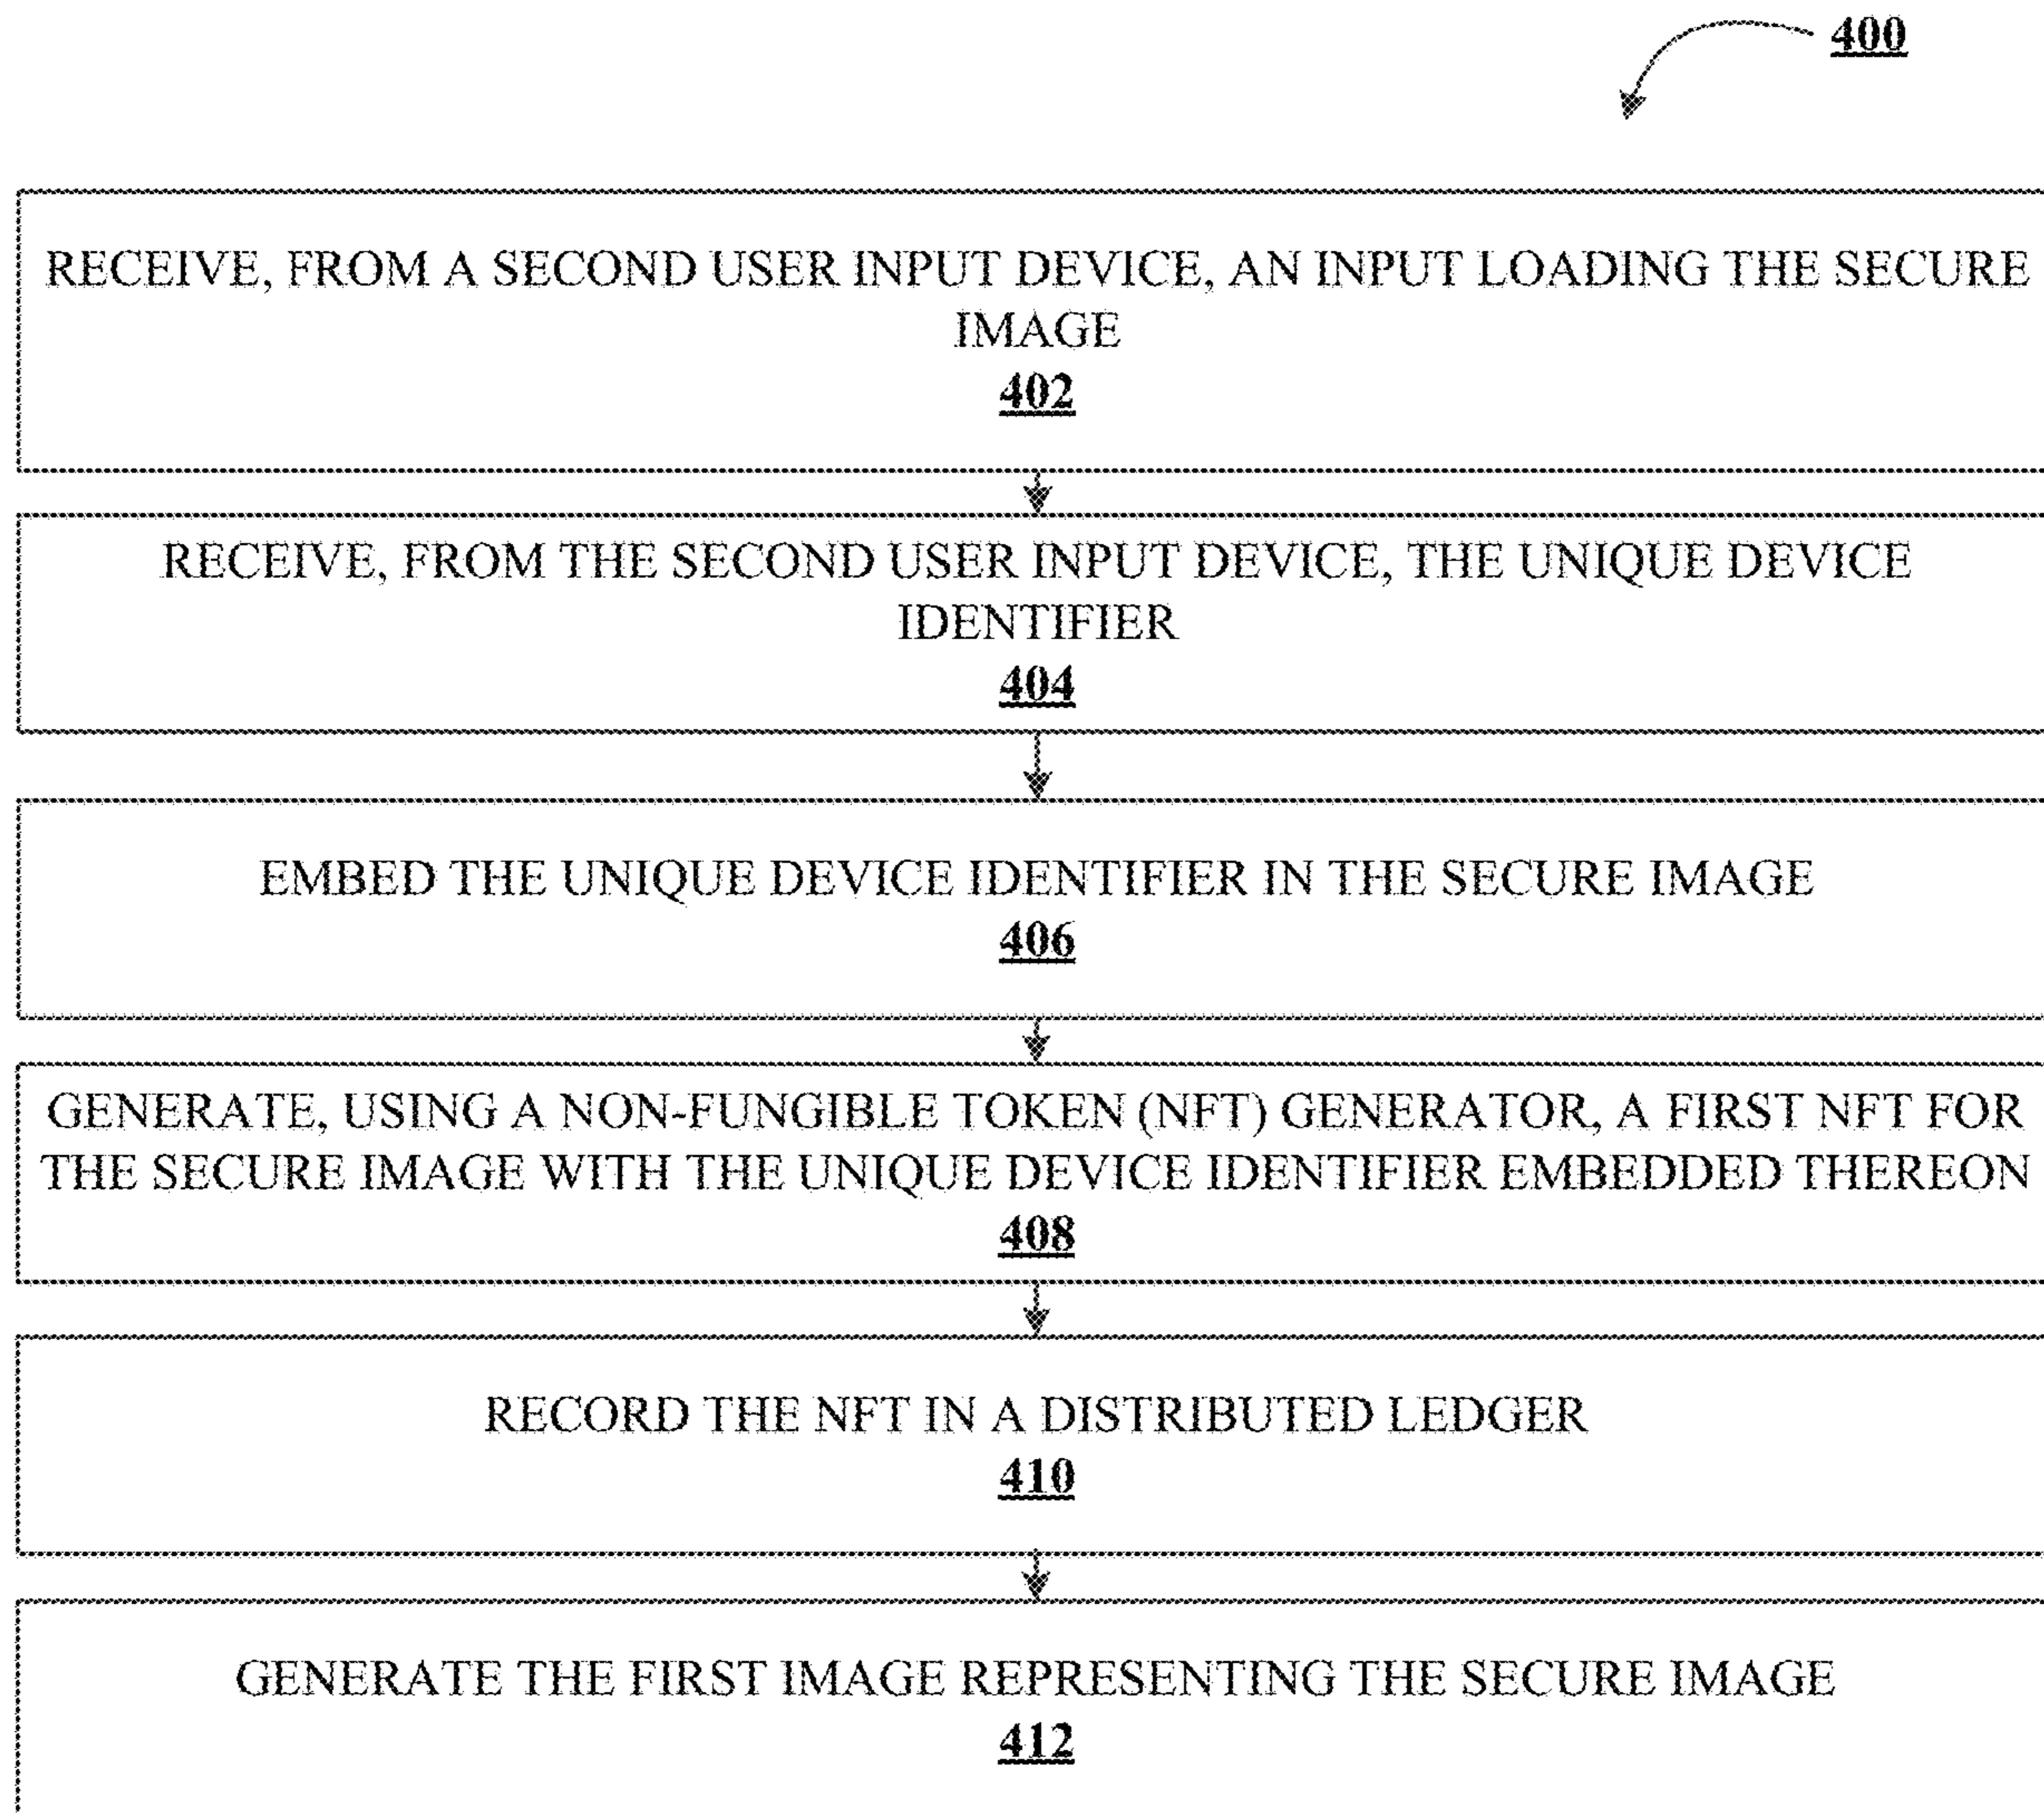 400
RECEIVE, FROM A SECOND USER INPUT DEVICE, AN INPUT LOADING THE SECURE
IMAGE
402
RECEIVE, FROM THE SECOND USER INPUT DEVICE, THE UNIQUE DEVICE
IDENTIFIER
404
EMBED THE UNIQUE DEVICE IDENTIFIER IN THE SECURE IMAGE
406
GENERATE, USING A NON-FUNGIBLE TOKEN (NFT) GENERATOR, A FIRST NFT FOR
THE SECURE IMAGE WITH THE UNIQUE DEVICE IDENTIFIER EMBEDDED THEREON
408
RECORD THE NFT IN A DISTRIBUTED LEDGER
410
GENERATE THE FIRST IMAGE REPRESENTING THE SECURE IMAGE
412